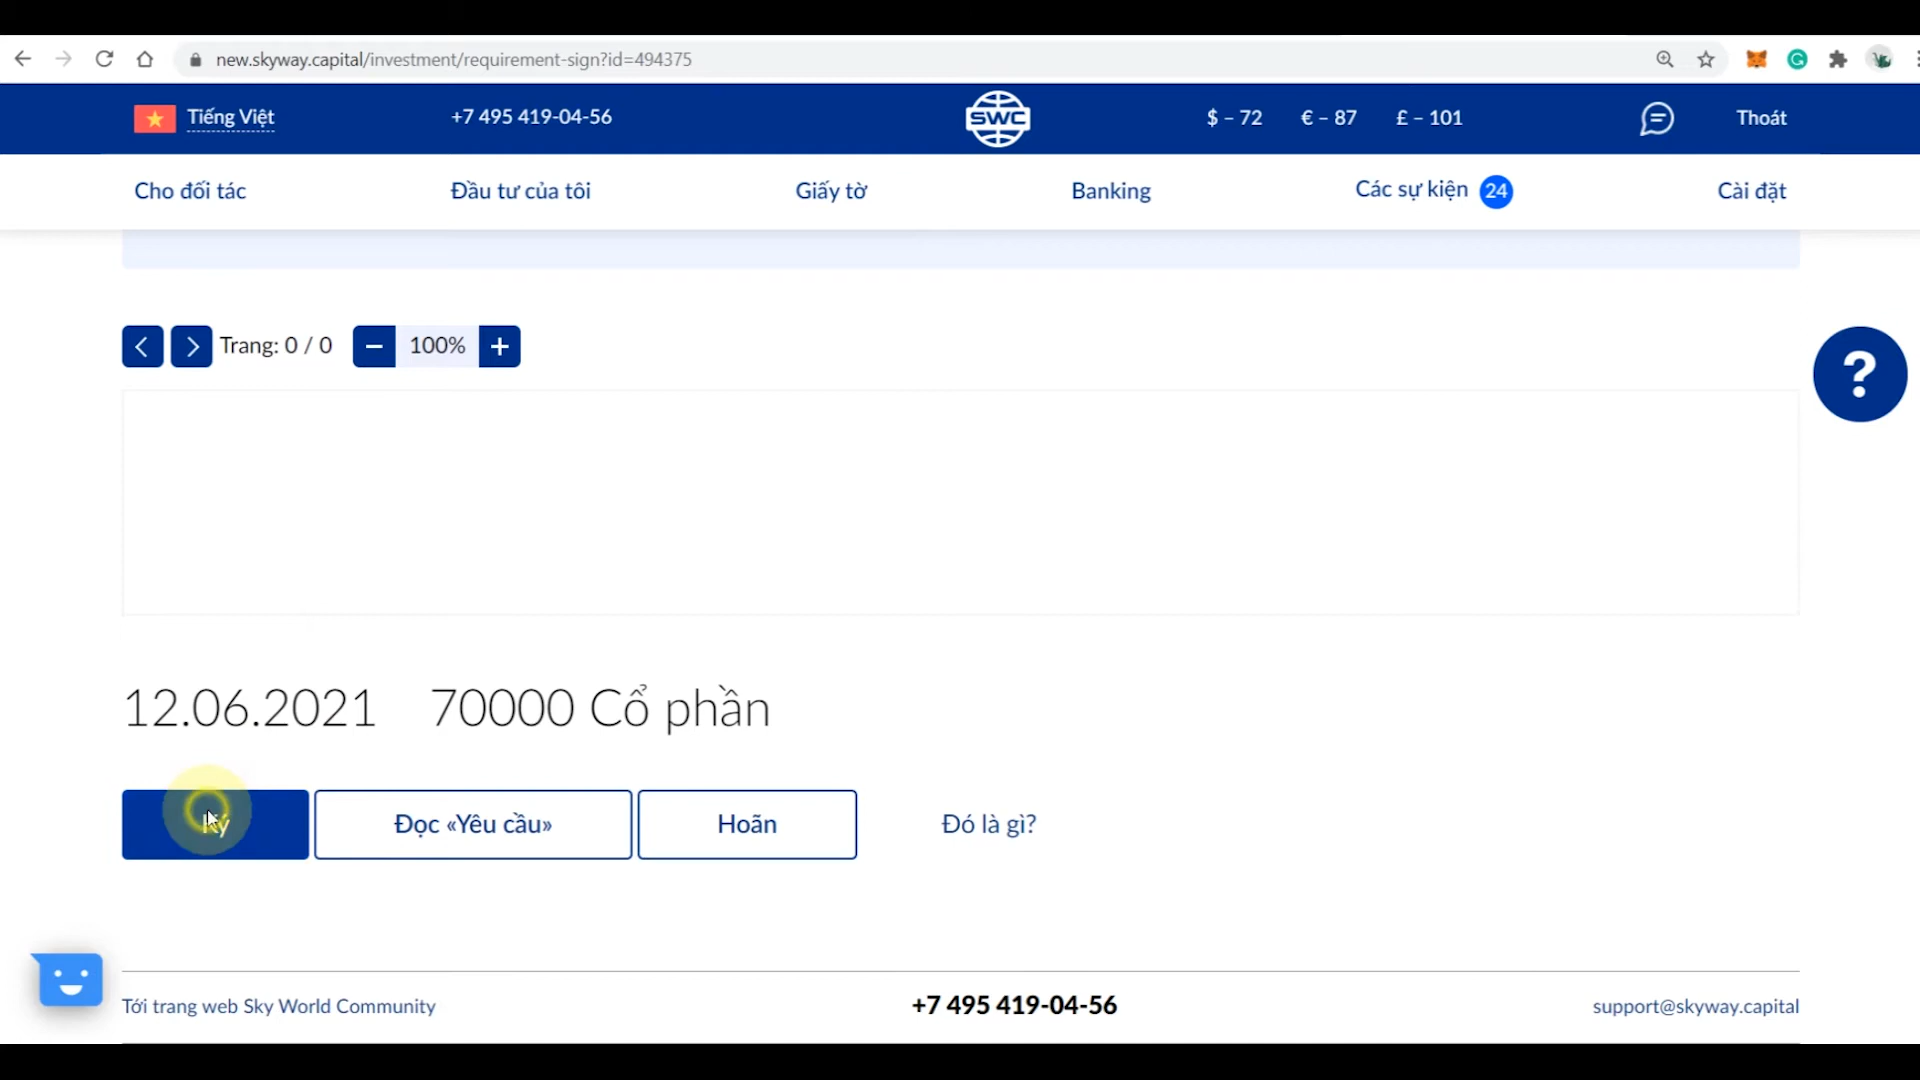 new.skyway.capital/investment/requirement-sign?id=494375
Tiếng Việt
+7 495 419-04-56
SWC
$ – 72
€ – 87
£ – 101
Thoát
Cho đối tác
Đầu tư của tôi
Giấy tờ
Banking
Các sự kiện 24
Cài đặt
Trang: 0 / 0
100%
?
12.06.2021
70000 Cổ phần
Ký
Đọc «Yêu cầu»
Hoãn
Đó là gì?
Tới trang web Sky World Community
+7 495 419-04-56
support@skyway.capital